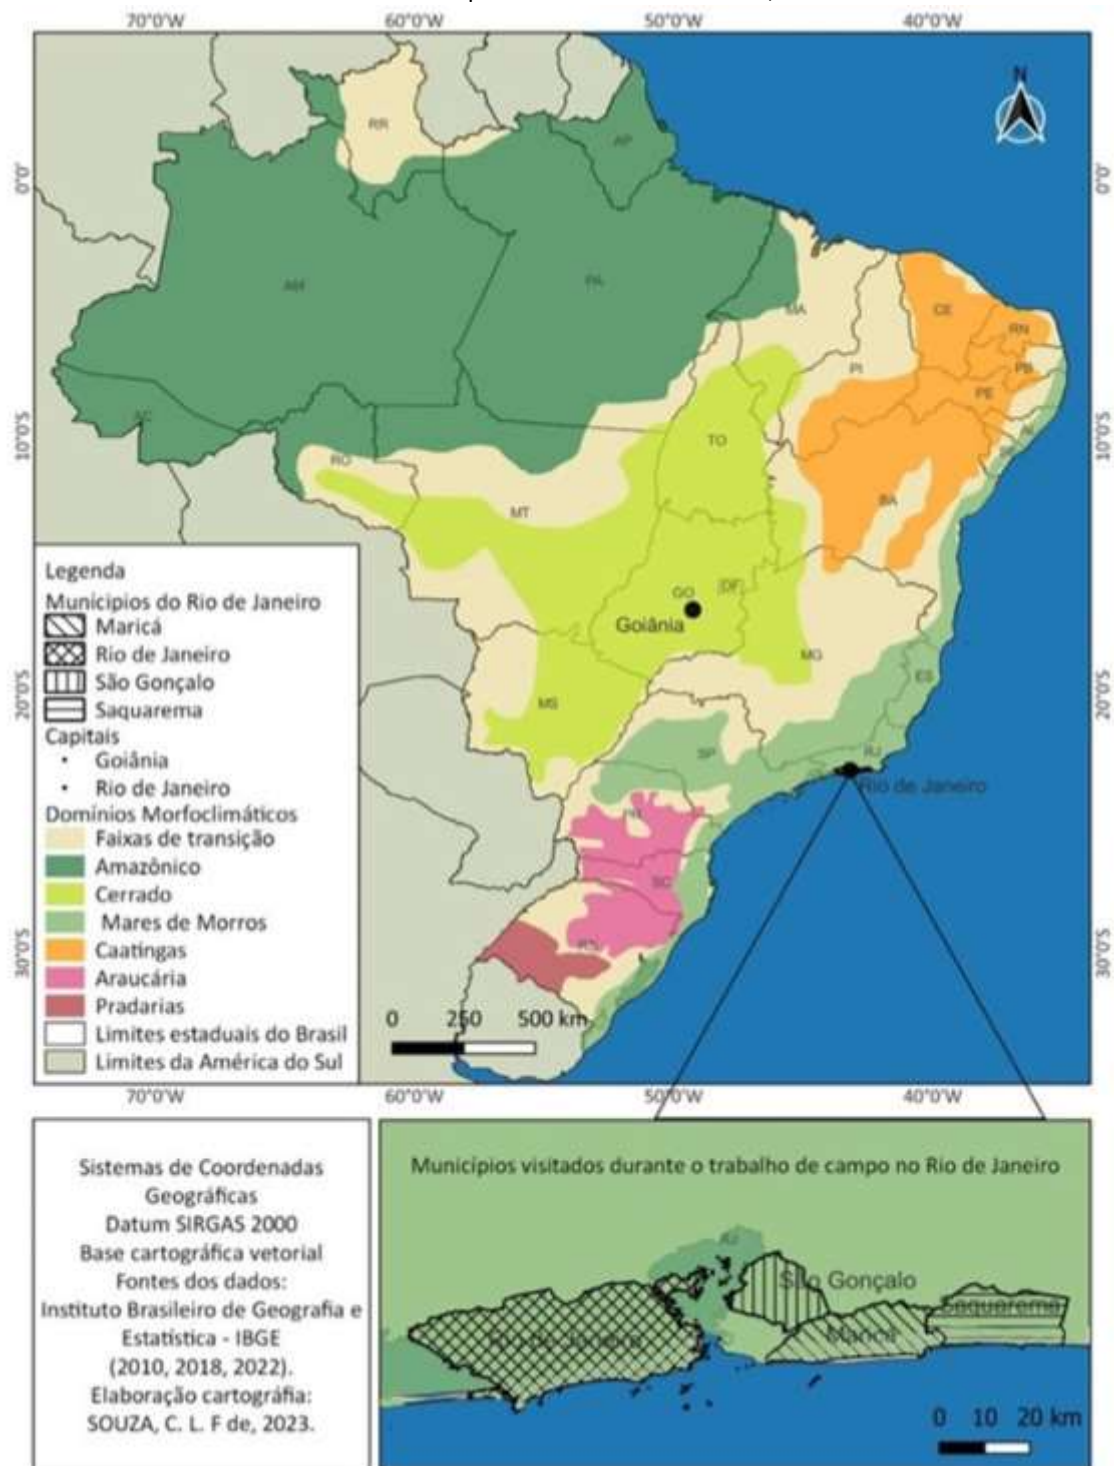 70°0'W 60°0'W 50°0'W 40°0'W
N
0°0'
0°0'
10°0'S
10°0'S
20°0'S
20°0'S
30°0'S
30°0'S
RR
AP
AM
PA
MA
CE
RN
PB
PE
PI
AC
TO
AL
SE
RO
BA
MT
GO
DF
Goiânia
MG
ES
MS
SP
RJ
Rio de Janeiro
PR
SC
RS
Legenda
Municípios do Rio de Janeiro
Maricá
Rio de Janeiro
São Gonçalo
Saquarema
Capitais
Goiânia
Rio de Janeiro
Domínios Morfoclimáticos
Faixas de transição
Amazônico
Cerrado
Mares de Morros
Caatingas
Araucária
Pradarias
Limites estaduais do Brasil
Limites da América do Sul
0 250 500 km
70°0'W 60°0'W 50°0'W 40°0'W
Sistemas de Coordenadas
Geográficas
Datum SIRGAS 2000
Base cartográfica vetorial
Fontes dos dados:
Instituto Brasileiro de Geografia e
Estatística - IBGE
(2010, 2018, 2022).
Elaboração cartográfia:
SOUZA, C. L. F de, 2023.
Municípios visitados durante o trabalho de campo no Rio de Janeiro
RJ
São Gonçalo
Saquarema
Maricá
Rio de Janeiro
0 10 20 km